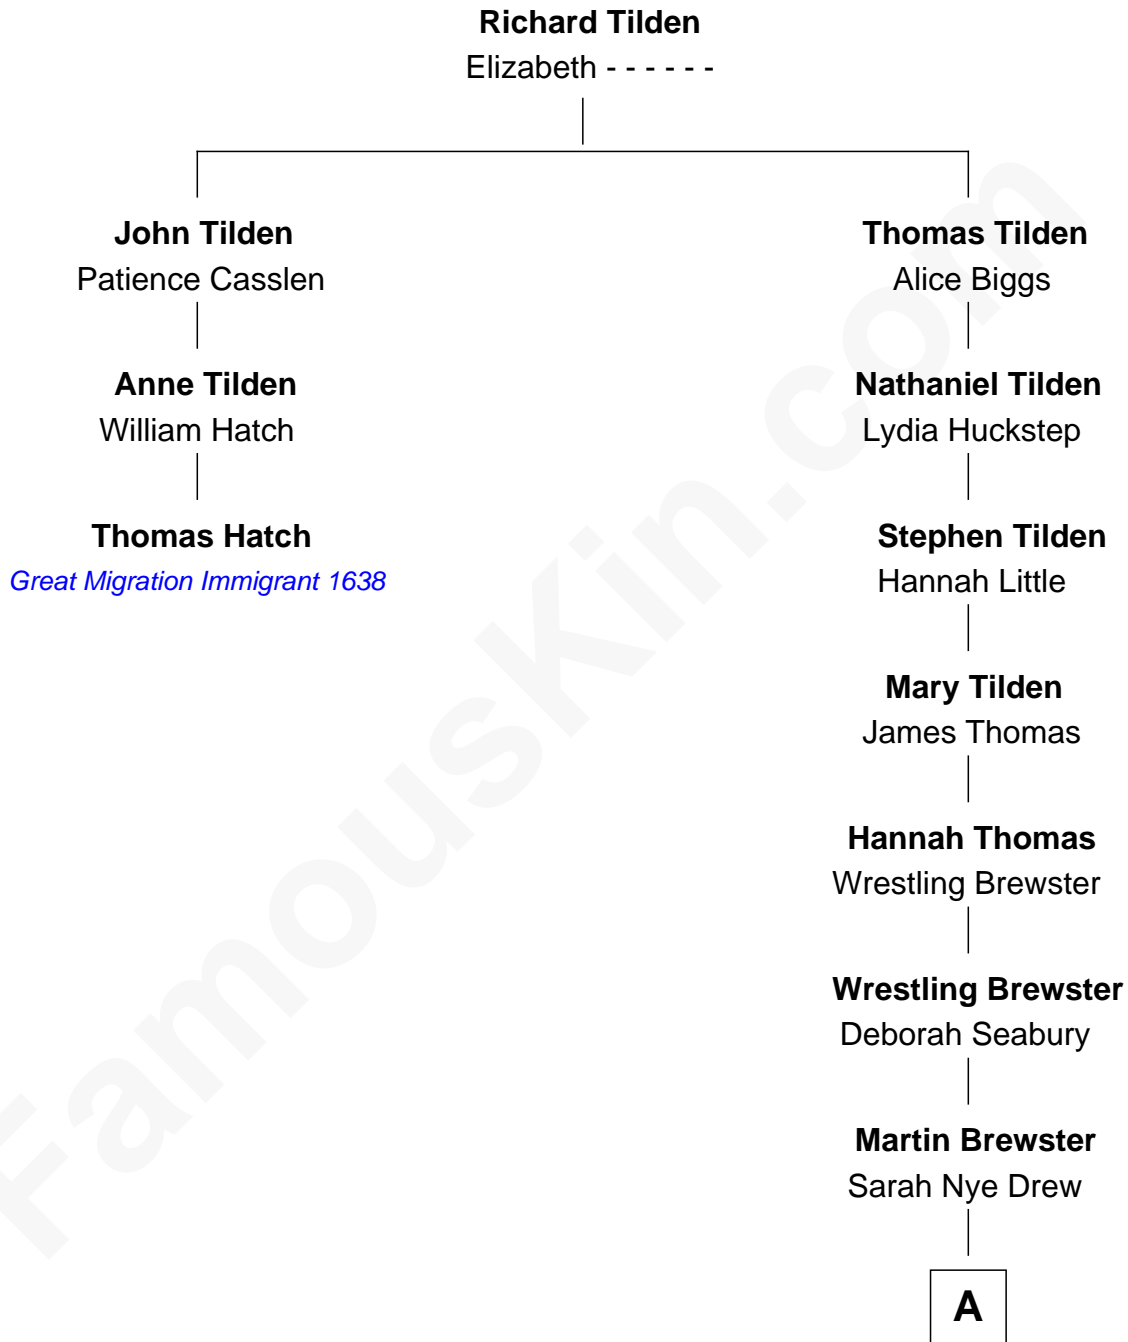 Richard Tilden
Elizabeth - - - - - -
John Tilden
Patience Casslen
Anne Tilden
William Hatch
Thomas Hatch
Great Migration Immigrant 1638
Thomas Tilden
Alice Biggs
Nathaniel Tilden
Lydia Huckstep
Stephen Tilden
Hannah Little
Mary Tilden
James Thomas
Hannah Thomas
Wrestling Brewster
Wrestling Brewster
Deborah Seabury
Martin Brewster
Sarah Nye Drew
A
FamousKin.com